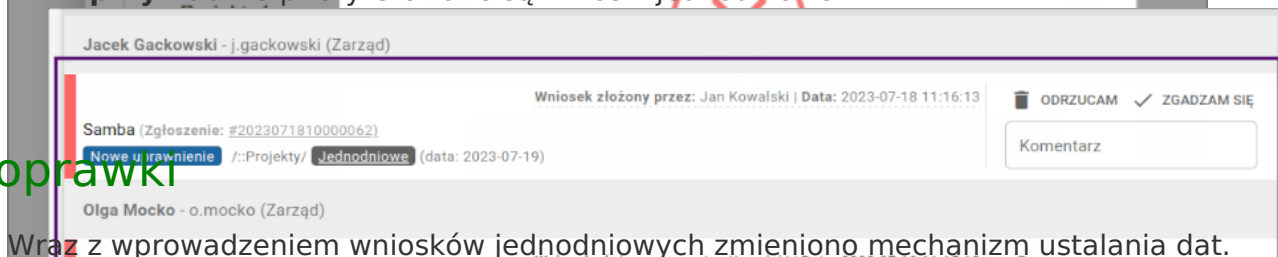 Jacek Gackowski - j.gackowski (Zarząd)
Wniosek złożony przez: Jan Kowalski | Data: 2023-07-18 11:16:13
ODRZUCAM ZGADZAM SIĘ
Samba (Zgłoszenie: #2023071810000062)
Komentarz
Nowe uprawnienie /::Projekty/ Jednodniowe (data: 2023-07-19)
oprawki
Olga Mocko - o.mocko (Zarząd)
Wraz z wprowadzeniem wniosków jednodniowych zmieniono mechanizm ustalania dat.